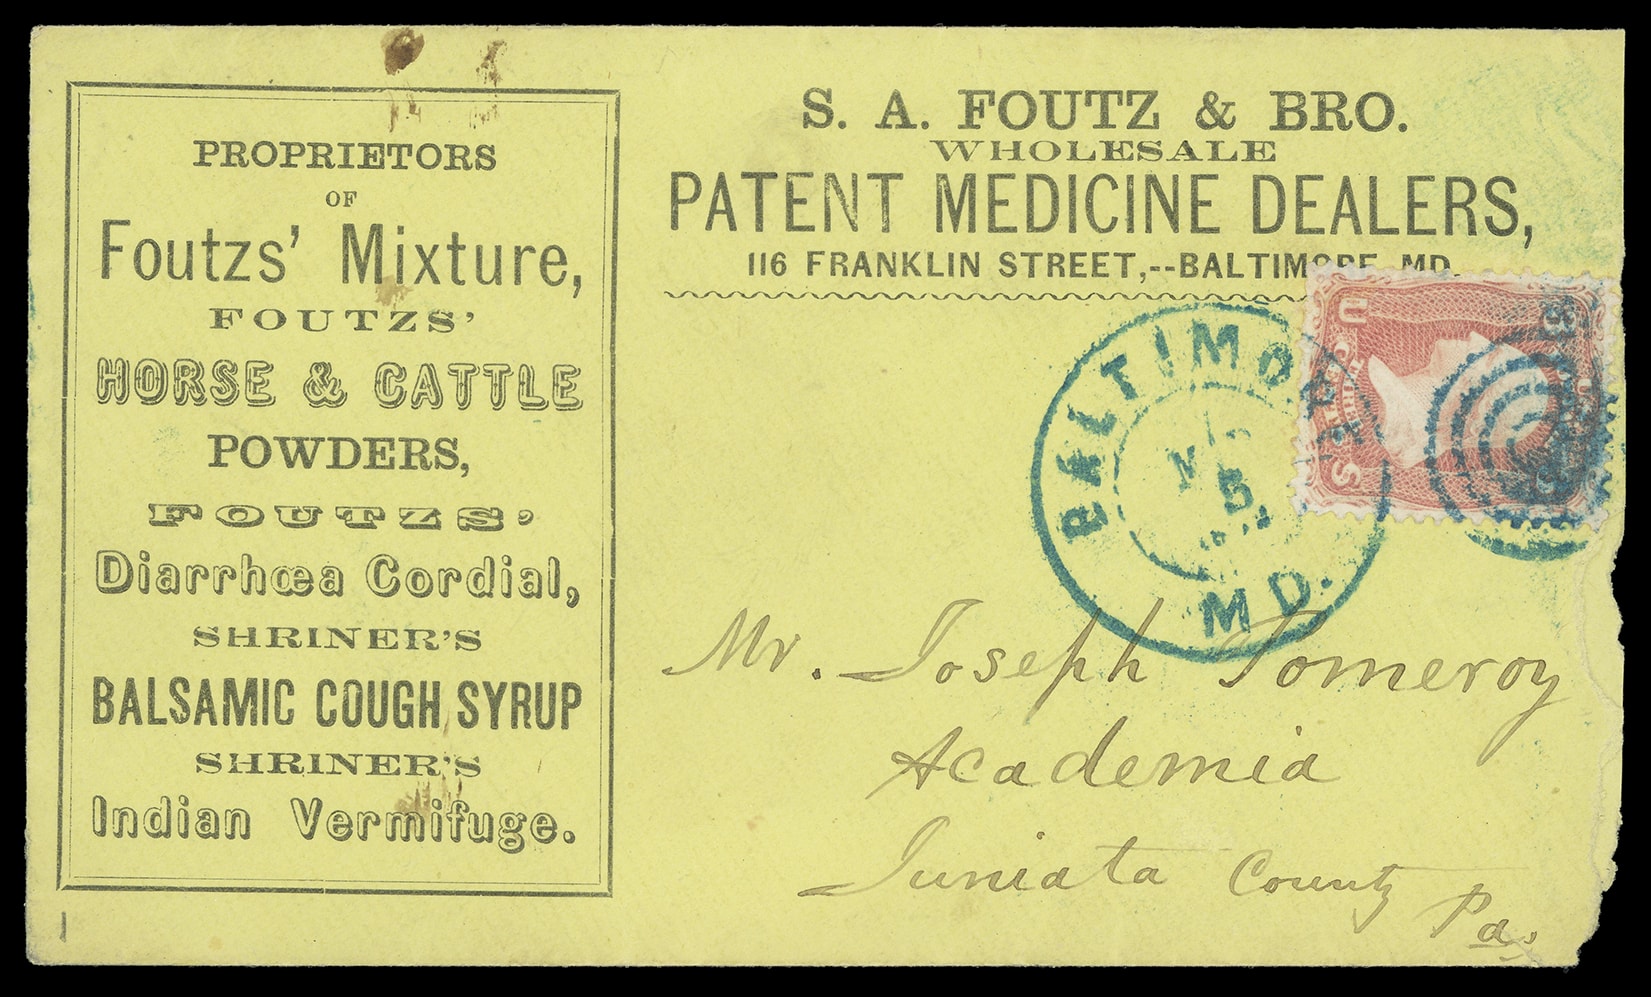 PROPRIETORS
OF
Foutzs' Mixture,
FOUTZS'
HORSE & CATTLE
POWDERS,
FOUTZS'
Diarrhœa Cordial,
SHRINER'S
BALSAMIC COUGH SYRUP
SHRINER'S
Indian Vermifuge.
S. A. FOUTZ & BRO.
WHOLESALE
PATENT MEDICINE DEALERS,
116 FRANKLIN STREET,--BALTIMORE, MD.
BALTIMORE
5
MD.
U S
3
Mr. Joseph Pomeroy
Academia
Juniata County
Pa.